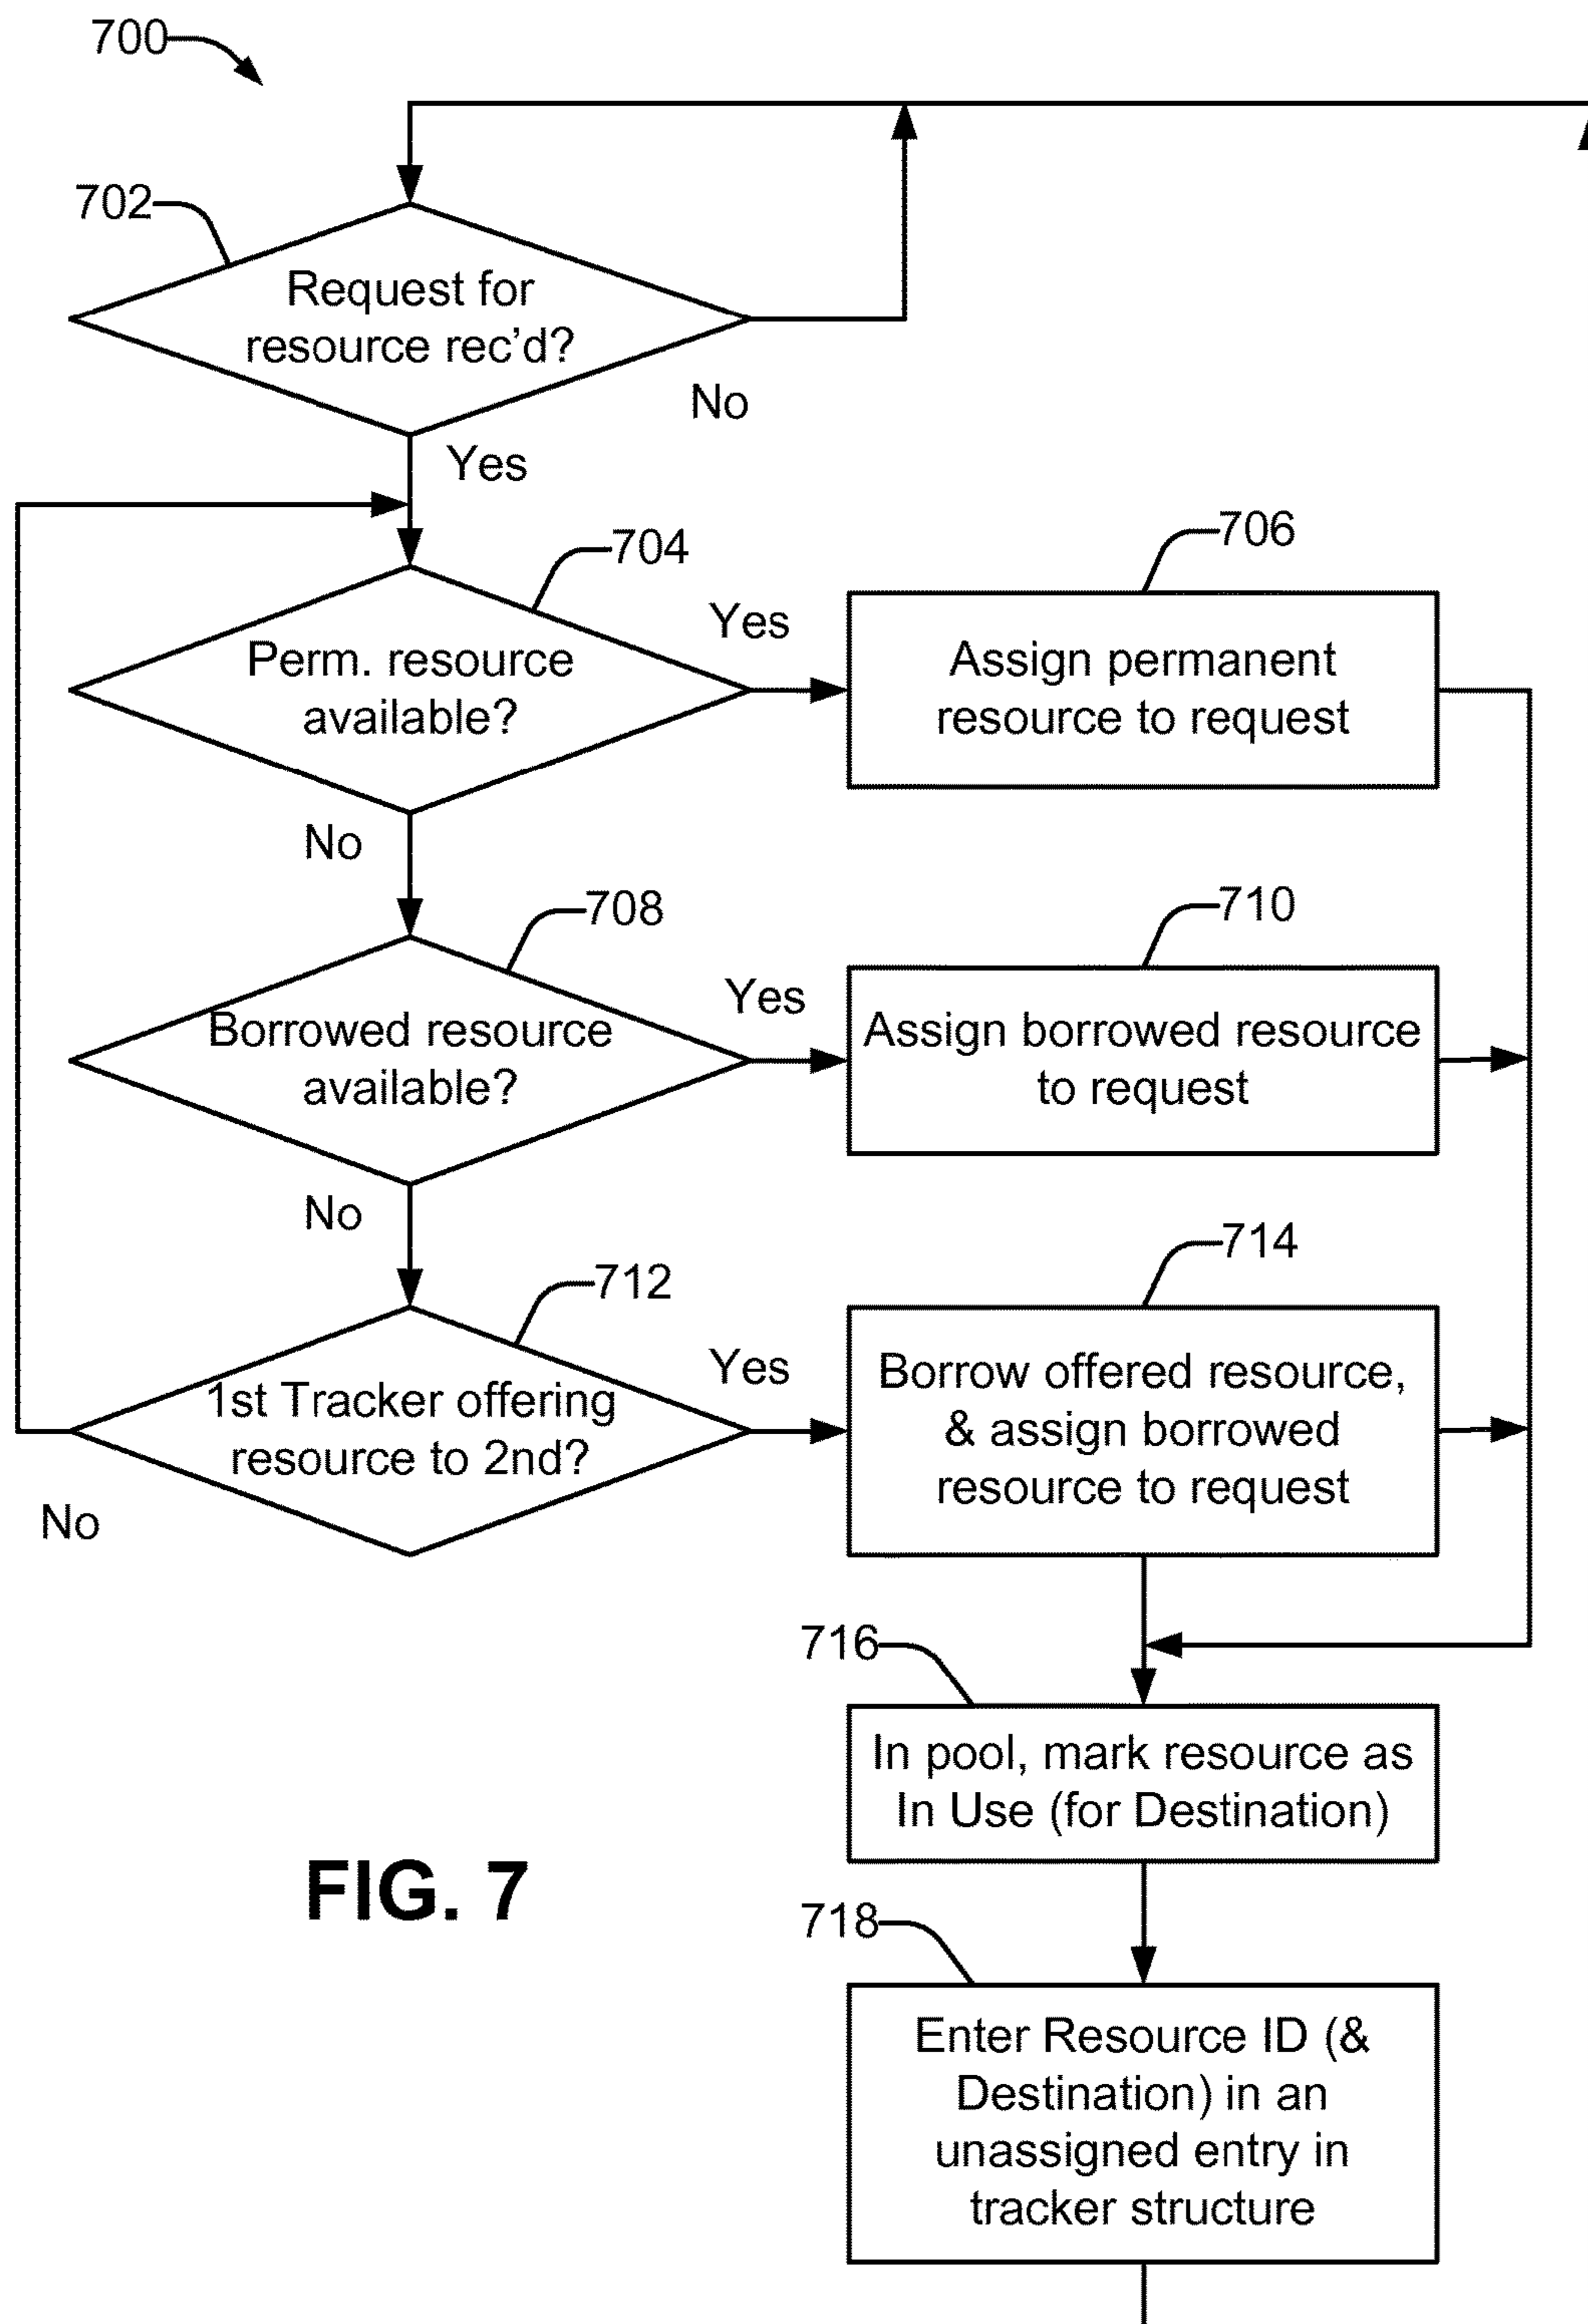 700
702
Request for
resource rec'd?
No
Yes
704
Perm. resource
available?
Yes
706
Assign permanent
resource to request
No
708
Borrowed resource
available?
Yes
710
Assign borrowed resource
to request
No
712
1st Tracker offering
resource to 2nd?
Yes
No
714
Borrow offered resource,
& assign borrowed
resource to request
716
In pool, mark resource as
In Use (for Destination)
FIG. 7
718
Enter Resource ID (&
Destination) in an
unassigned entry in
tracker structure